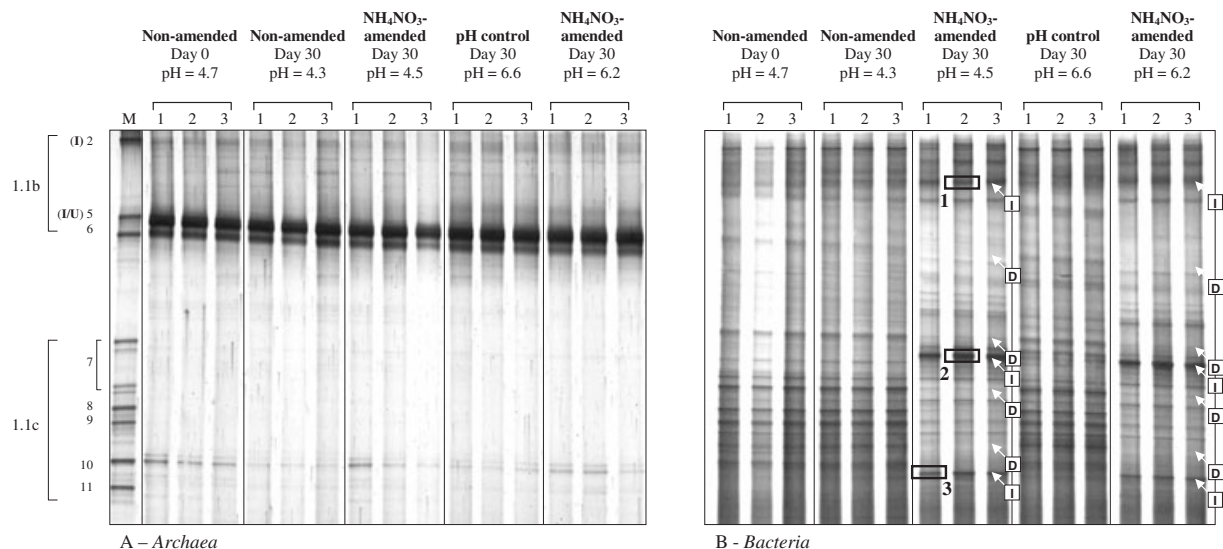 Non-amended
Day 0
pH = 4.7
Non-amended
Day 30
pH = 4.3
NH₄NO₃-
amended
Day 30
pH = 4.5
pH control
Day 30
pH = 6.6
NH₄NO₃-
amended
Day 30
pH = 6.2
M 1 2 3 1 2 3 1 2 3 1 2 3 1 2 3
1.1b
(I) 2
(I/U) 5
6
1.1c
7
8
9
10
11
A – Archaea
Non-amended
Day 0
pH = 4.7
Non-amended
Day 30
pH = 4.3
NH₄NO₃-
amended
Day 30
pH = 4.5
pH control
Day 30
pH = 6.6
NH₄NO₃-
amended
Day 30
pH = 6.2
1 2 3 1 2 3 1 2 3 1 2 3 1 2 3
1
I
D
2
D
I
D
D
3
I
I
D
D
I
D
D
I
B - Bacteria